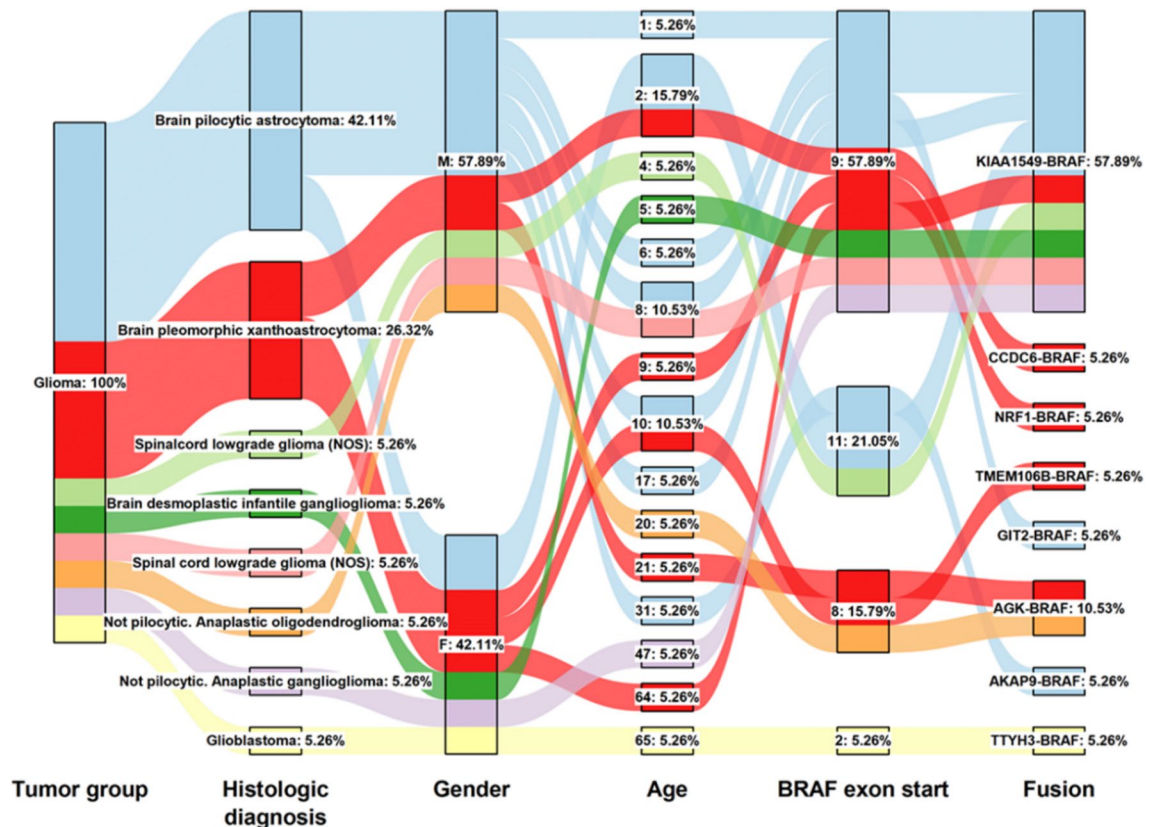 Glioma: 100%
Brain pilocytic astrocytoma: 42.11%
Brain pleomorphic xanthoastrocytoma: 26.32%
Spinalcord lowgrade glioma (NOS): 5.26%
Brain desmoplastic infantile ganglioglioma: 5.26%
Spinal cord lowgrade glioma (NOS): 5.26%
Not pilocytic. Anaplastic oligodendroglioma: 5.26%
Not pilocytic. Anaplastic ganglioglioma: 5.26%
Glioblastoma: 5.26%
M: 57.89%
F: 42.11%
1: 5.26%
2: 15.79%
4: 5.26%
5: 5.26%
6: 5.26%
8: 10.53%
9: 5.26%
10: 10.53%
17: 5.26%
20: 5.26%
21: 5.26%
31: 5.26%
47: 5.26%
64: 5.26%
65: 5.26%
9: 57.89%
11: 21.05%
8: 15.79%
2: 5.26%
KIAA1549-BRAF: 57.89%
CCDC6-BRAF: 5.26%
NRF1-BRAF: 5.26%
TMEM106B-BRAF: 5.26%
GIT2-BRAF: 5.26%
AGK-BRAF: 10.53%
AKAP9-BRAF: 5.26%
TTYH3-BRAF: 5.26%
Tumor group
Histologic
diagnosis
Gender
Age
BRAF exon start
Fusion